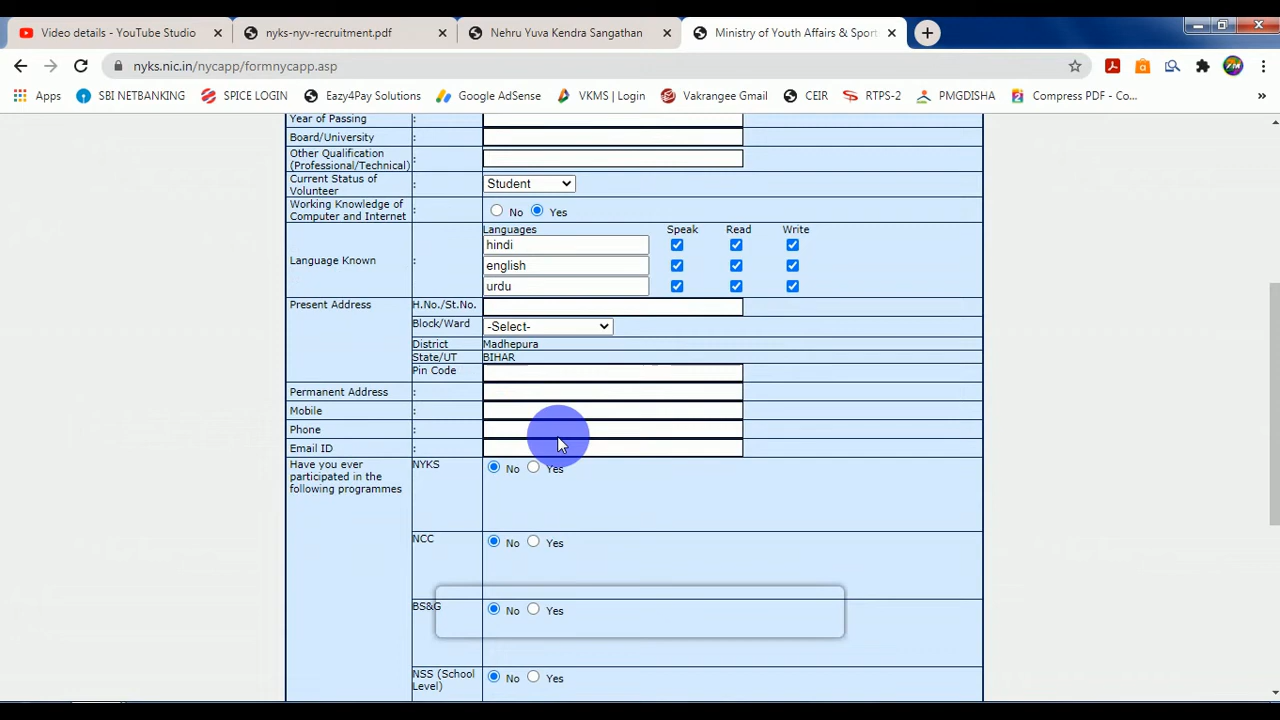 Video details - YouTube Studio
nyks-nyv-recruitment.pdf
Nehru Yuva Kendra Sangathan
Ministry of Youth Affairs & Sport
nyks.nic.in/nycapp/formnycapp.asp
Apps
SBI NETBANKING
SPICE LOGIN
Eazy4Pay Solutions
Google AdSense
VKMS | Login
Vakrangee Gmail
CEIR
RTPS-2
PMGDISHA
Compress PDF - Co...
»
Year of Passing :
Board/University :
Other Qualification (Professional/Technical) :
Current Status of Volunteer : Student
Working Knowledge of Computer and Internet : No Yes
Languages Speak Read Write
Language Known :
hindi
english
urdu
Present Address H.No./St.No.
Block/Ward -Select-
District Madhepura
State/UT BIHAR
Pin Code
Permanent Address :
Mobile :
Phone :
Email ID :
Have you ever participated in the following programmes
NYKS No Yes
NCC No Yes
BS&G No Yes
NSS (School Level) No Yes